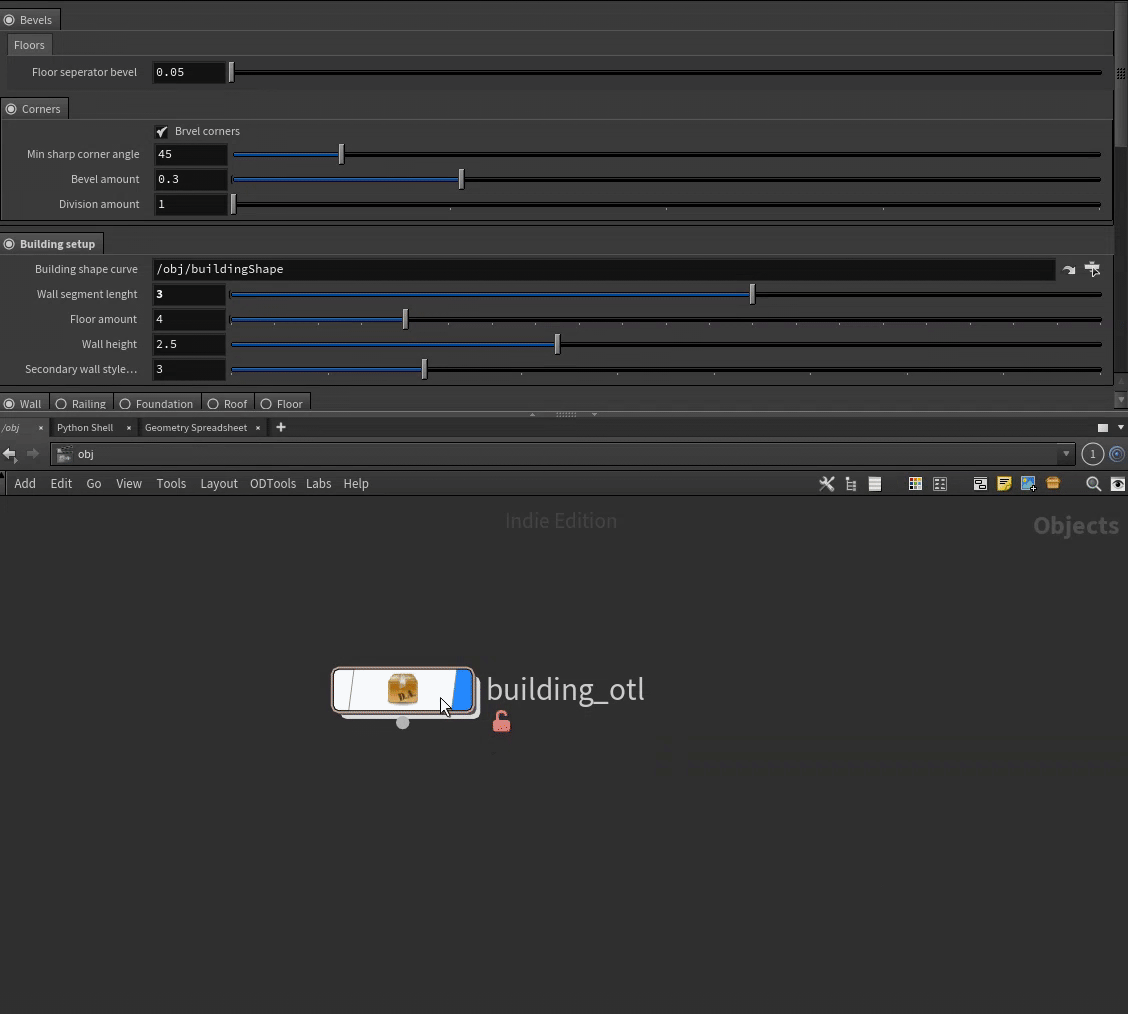 Bevels
Floors
Floor seperator bevel 0.05
Corners
Brvel corners
Min sharp corner angle 45
Bevel amount 0.3
Division amount 1
Building setup
Building shape curve /obj/buildingShape
Wall segment lenght 3
Floor amount 4
Wall height 2.5
Secondary wall style... 3
Wall Railing Foundation Roof Floor
/obj × Python Shell × Geometry Spreadsheet × +
obj 1
Add Edit Go View Tools Layout ODTools Labs Help
Indie Edition
Objects
building_otl